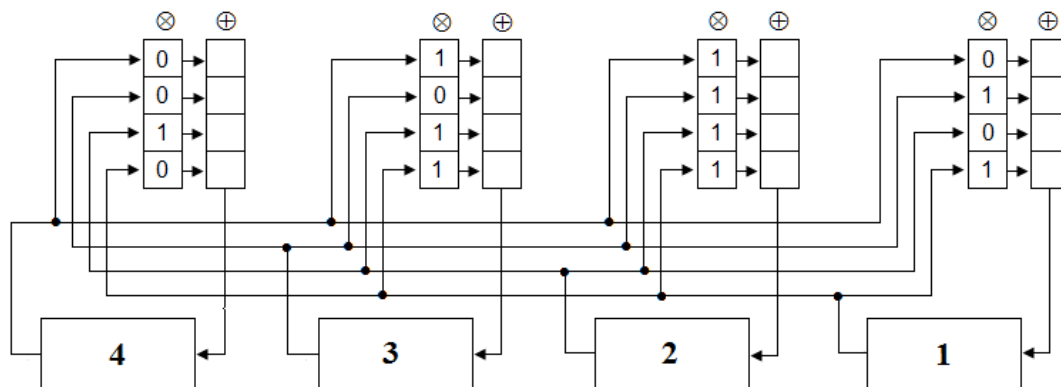 ⊗ ⊕ ⊗ ⊕ ⊗ ⊕ ⊗ ⊕
0 1 1 0
0 0 1 1
1 1 1 0
0 1 1 1
4 3 2 1